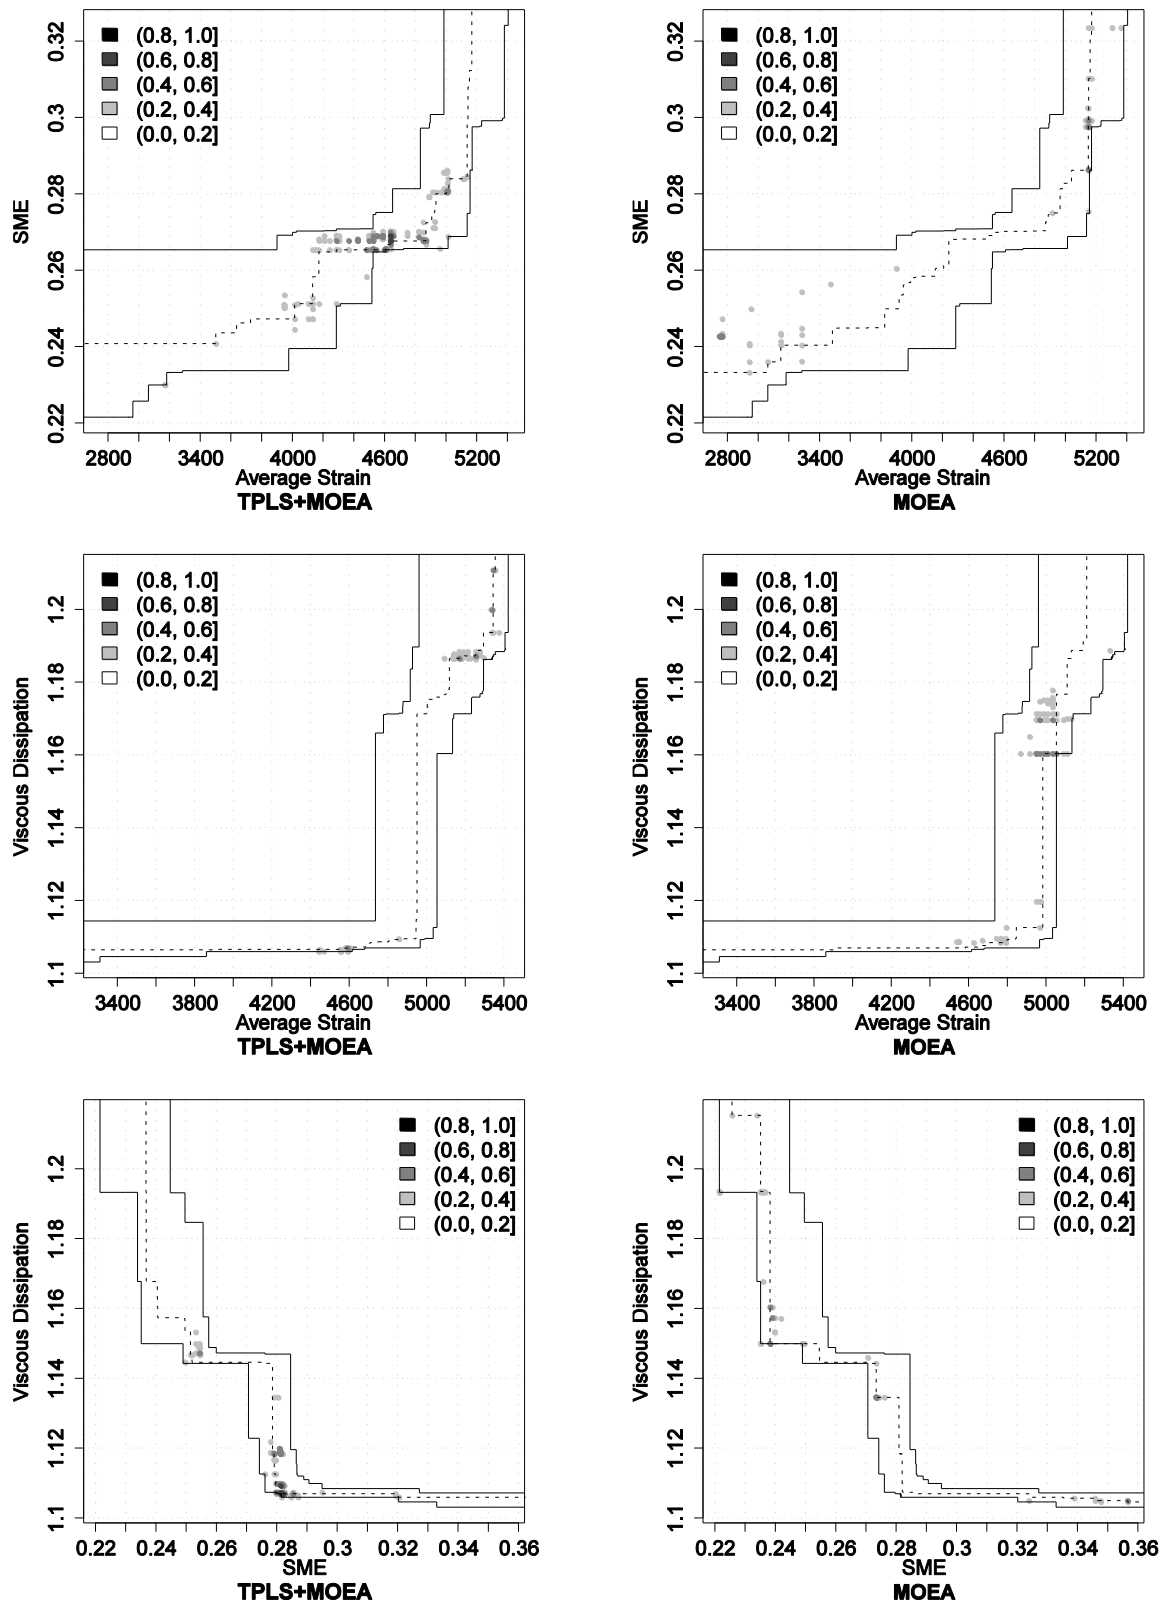 (0.8, 1.0]
(0.6, 0.8]
(0.4, 0.6]
(0.2, 0.4]
(0.0, 0.2]
SME
0.22 0.24 0.26 0.28 0.3 0.32
2800 3400 4000 4600 5200
Average Strain
TPLS+MOEA
(0.8, 1.0]
(0.6, 0.8]
(0.4, 0.6]
(0.2, 0.4]
(0.0, 0.2]
SME
0.22 0.24 0.26 0.28 0.3 0.32
2800 3400 4000 4600 5200
Average Strain
MOEA
(0.8, 1.0]
(0.6, 0.8]
(0.4, 0.6]
(0.2, 0.4]
(0.0, 0.2]
Viscous Dissipation
1.1 1.12 1.14 1.16 1.18 1.2
3400 3800 4200 4600 5000 5400
Average Strain
TPLS+MOEA
(0.8, 1.0]
(0.6, 0.8]
(0.4, 0.6]
(0.2, 0.4]
(0.0, 0.2]
Viscous Dissipation
1.1 1.12 1.14 1.16 1.18 1.2
3400 3800 4200 4600 5000 5400
Average Strain
MOEA
(0.8, 1.0]
(0.6, 0.8]
(0.4, 0.6]
(0.2, 0.4]
(0.0, 0.2]
Viscous Dissipation
1.1 1.12 1.14 1.16 1.18 1.2
0.22 0.24 0.26 0.28 0.3 0.32 0.34 0.36
SME
TPLS+MOEA
(0.8, 1.0]
(0.6, 0.8]
(0.4, 0.6]
(0.2, 0.4]
(0.0, 0.2]
Viscous Dissipation
1.1 1.12 1.14 1.16 1.18 1.2
0.22 0.24 0.26 0.28 0.3 0.32 0.34 0.36
SME
MOEA